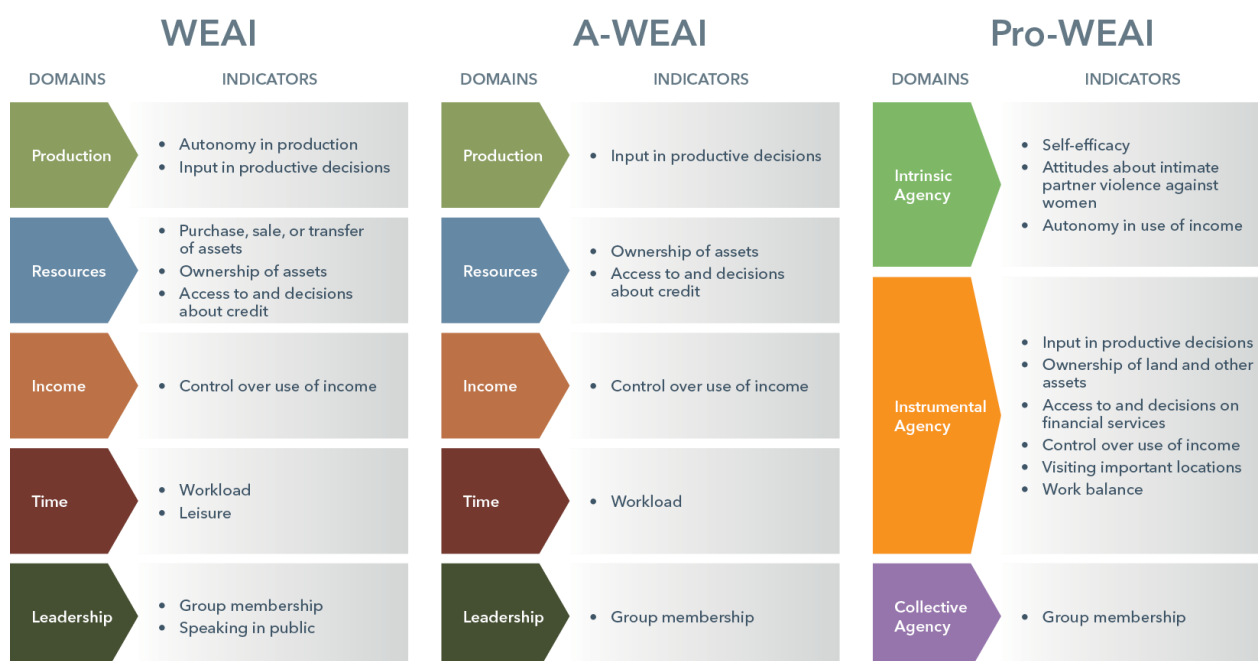 WEAI
DOMAINS
INDICATORS
Production
• Autonomy in production
• Input in productive decisions
Resources
• Purchase, sale, or transfer
of assets
• Ownership of assets
• Access to and decisions
about credit
Income
• Control over use of income
Time
• Workload
• Leisure
Leadership
• Group membership
• Speaking in public
A-WEAI
DOMAINS
INDICATORS
Production
• Input in productive decisions
Resources
• Ownership of assets
• Access to and decisions
about credit
Income
• Control over use of income
Time
• Workload
Leadership
• Group membership
Pro-WEAI
DOMAINS
INDICATORS
Intrinsic
Agency
• Self-efficacy
• Attitudes about intimate
partner violence against
women
• Autonomy in use of income
Instrumental
Agency
• Input in productive decisions
• Ownership of land and other
assets
• Access to and decisions on
financial services
• Control over use of income
• Visiting important locations
• Work balance
Collective
Agency
• Group membership